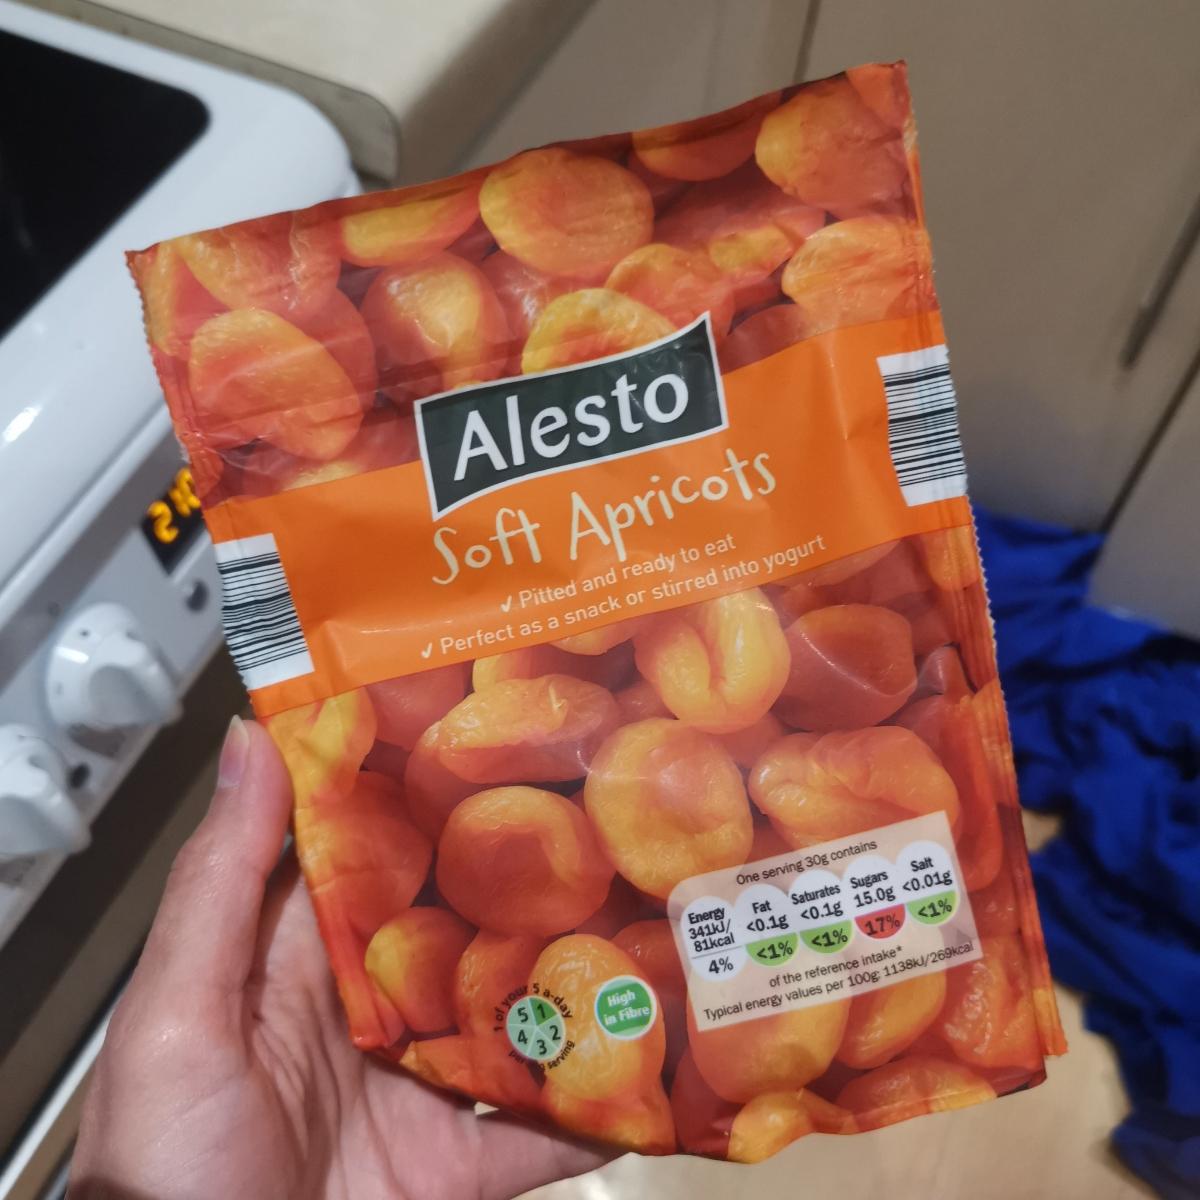 Alesto
Soft Apricots
✓ Pitted and ready to eat
✓ Perfect as a snack or stirred into yogurt
One serving 30g contains
Energy
341kJ/
81kcal
4%
Fat
<0.1g
<1%
Saturates
<0.1g
<1%
Sugars
15.0g
17%
Salt
<0.01g
<1%
of the reference intake*
Typical energy values per 100g: 1138kJ/269kcal
1 of your 5 a-day
5 1
4 2
3
per serving
High
in Fibre